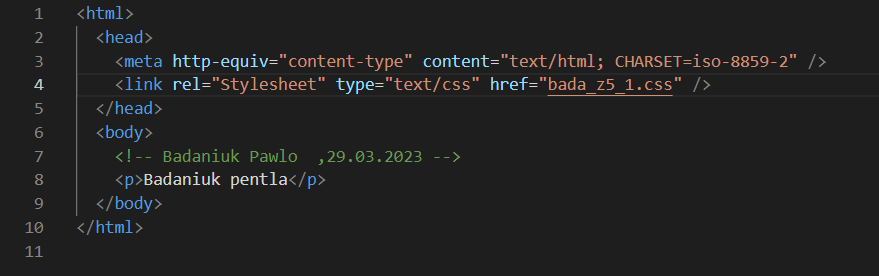 1 <html>
2 <head>
3 <meta http-equiv="content-type" content="text/html; CHARSET=iso-8859-2" />
4 <link rel="Stylesheet" type="text/css" href="bada_z5_1.css" />
5 </head>
6 <body>
7 <!-- Badaniuk Pawlo  ,29.03.2023 -->
8 <p>Badaniuk pentla</p>
9 </body>
10 </html>
11